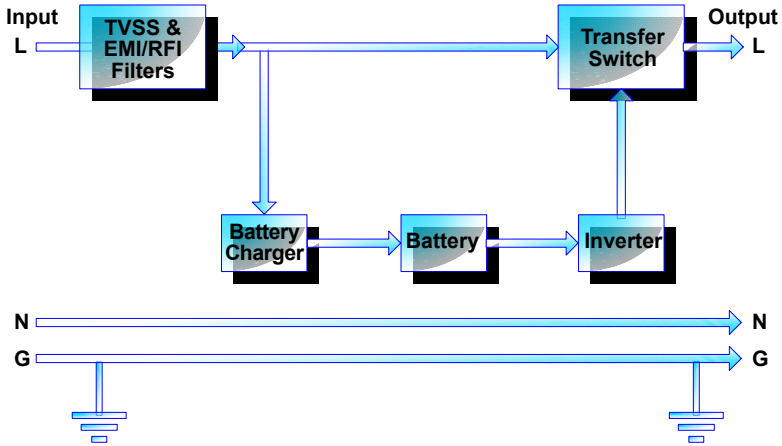 Input
L
TVSS &
EMI/RFI
Filters
Transfer
Switch
Output
L
Battery
Charger
Battery
Inverter
N
N
G
G